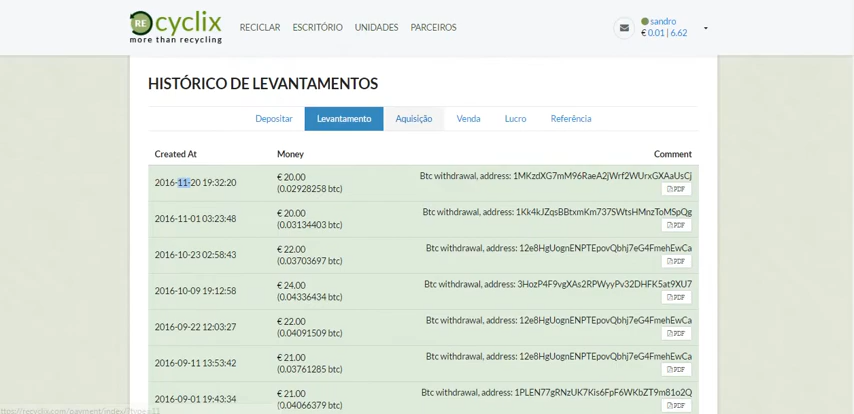 REcyclix
more than recycling
RECICLAR ESCRITÓRIO UNIDADES PARCEIROS
sandro
€ 0.01 | 6.62
HISTÓRICO DE LEVANTAMENTOS
Depositar Levantamento Aquisição Venda Lucro Referência
Created At Money Comment
2016-11-20 19:32:20 € 20.00 (0.02928258 btc) Btc withdrawal, address: 1MKzdXG7mM96RaeA2jWrf2WUrxGXAaUsCj
PDF
2016-11-01 03:23:48 € 20.00 (0.03134403 btc) Btc withdrawal, address: 1Kk4kJZqsBBtxmKm737SWtsHMnzToMSpQg
PDF
2016-10-23 02:58:43 € 22.00 (0.03703697 btc) Btc withdrawal, address: 12e8HgUognENPTEpovQbhj7eG4FmehEwCa
PDF
2016-10-09 19:12:58 € 24.00 (0.04336434 btc) Btc withdrawal, address: 3HozP4F9vgXAs2RPWyyPv32DHFK5at9XU7
PDF
2016-09-22 12:03:27 € 22.00 (0.04091509 btc) Btc withdrawal, address: 12e8HgUognENPTEpovQbhj7eG4FmehEwCa
PDF
2016-09-11 13:53:42 € 21.00 (0.03761285 btc) Btc withdrawal, address: 12e8HgUognENPTEpovQbhj7eG4FmehEwCa
PDF
2016-09-01 19:43:34 € 21.00 (0.04066379 btc) Btc withdrawal, address: 1PLEN77gRNzUK7Kis6FpF6WKbZT9m81o2Q
PDF